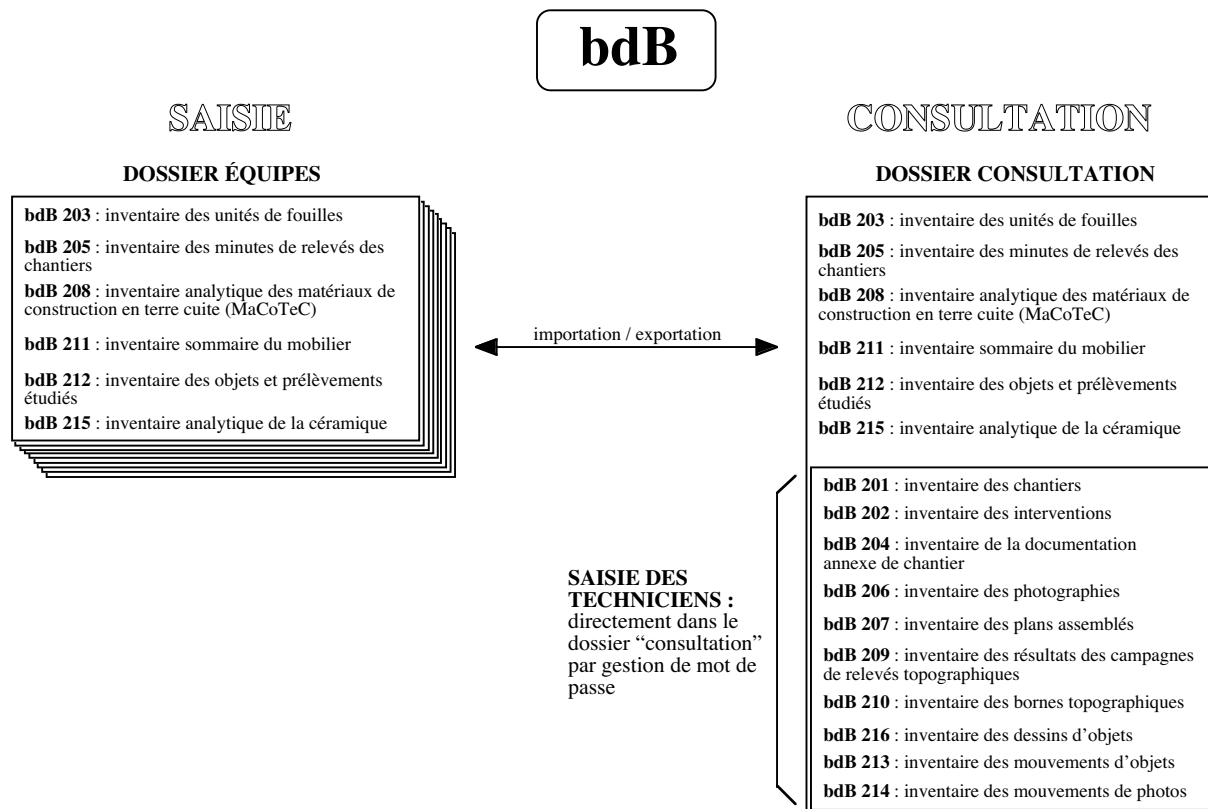 bdB
SAISIE
DOSSIER ÉQUIPES
bdB 203 : inventaire des unités de fouilles
bdB 205 : inventaire des minutes de relevés des
chantiers
bdB 208 : inventaire analytique des matériaux de
construction en terre cuite (MaCoTeC)
bdB 211 : inventaire sommaire du mobilier
bdB 212 : inventaire des objets et prélèvements
étudiés
bdB 215 : inventaire analytique de la céramique
importation / exportation
CONSULTATION
DOSSIER CONSULTATION
bdB 203 : inventaire des unités de fouilles
bdB 205 : inventaire des minutes de relevés des
chantiers
bdB 208 : inventaire analytique des matériaux de
construction en terre cuite (MaCoTeC)
bdB 211 : inventaire sommaire du mobilier
bdB 212 : inventaire des objets et prélèvements
étudiés
bdB 215 : inventaire analytique de la céramique
SAISIE DES
TECHNICIENS :
directement dans le
dossier “consultation”
par gestion de mot de
passe
bdB 201 : inventaire des chantiers
bdB 202 : inventaire des interventions
bdB 204 : inventaire de la documentation
annexe de chantier
bdB 206 : inventaire des photographies
bdB 207 : inventaire des plans assemblés
bdB 209 : inventaire des résultats des campagnes
de relevés topographiques
bdB 210 : inventaire des bornes topographiques
bdB 216 : inventaire des dessins d’objets
bdB 213 : inventaire des mouvements d’objets
bdB 214 : inventaire des mouvements de photos